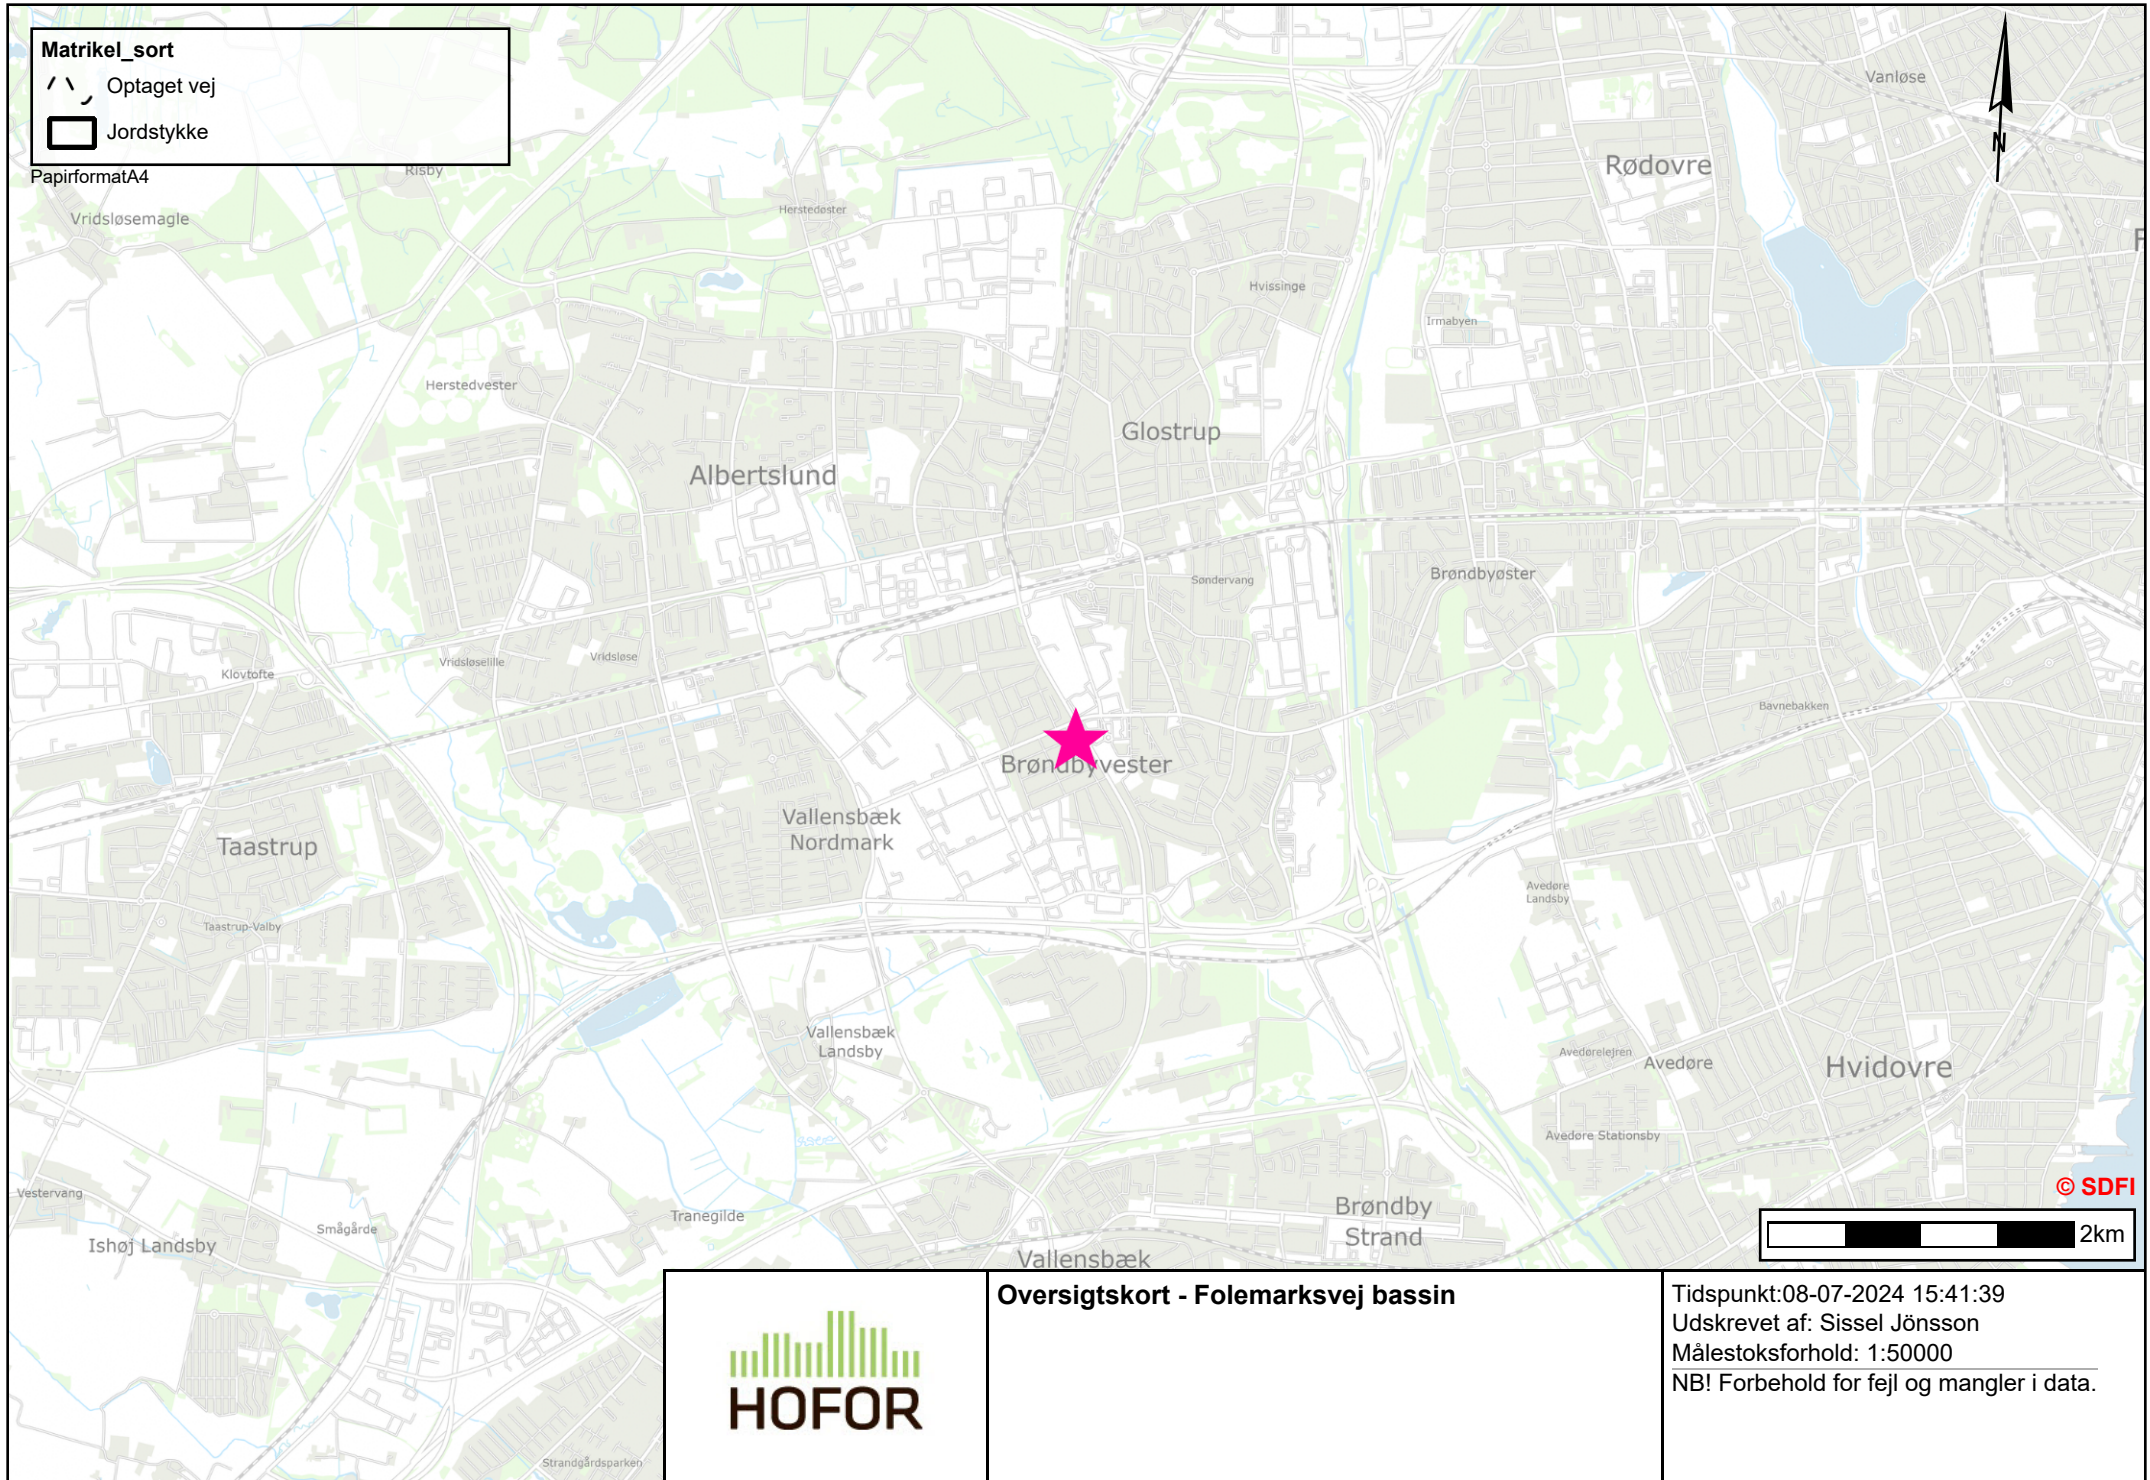 Matrikel_sort
Optaget vej
Jordstykke
PapirformatA4
Risby
Vridsløsemagle
Herstedøster
Vanløse
N
Rødovre
F
Hvissinge
Irmabyen
Herstedvester
Glostrup
Albertslund
Søndervang
Brøndbyøster
Vridsløselille
Vridsløse
Klovtofte
Bavnebakken
Brøndbyvester
Vallensbæk
Nordmark
Taastrup
Avedøre
Landsby
Taastrup-Valby
Vallensbæk
Landsby
Avedørelejren
Avedøre
Hvidovre
Avedøre Stationsby
Vestervang
Smågårde
Ishøj Landsby
Tranegilde
Brøndby
Strand
Vallensbæk
Strandgårdsparken
© SDFI
2km
HOFOR
Oversigtskort - Folemarksvej bassin
Tidspunkt:08-07-2024 15:41:39
Udskrevet af: Sissel Jönsson
Målestoksforhold: 1:50000
NB! Forbehold for fejl og mangler i data.